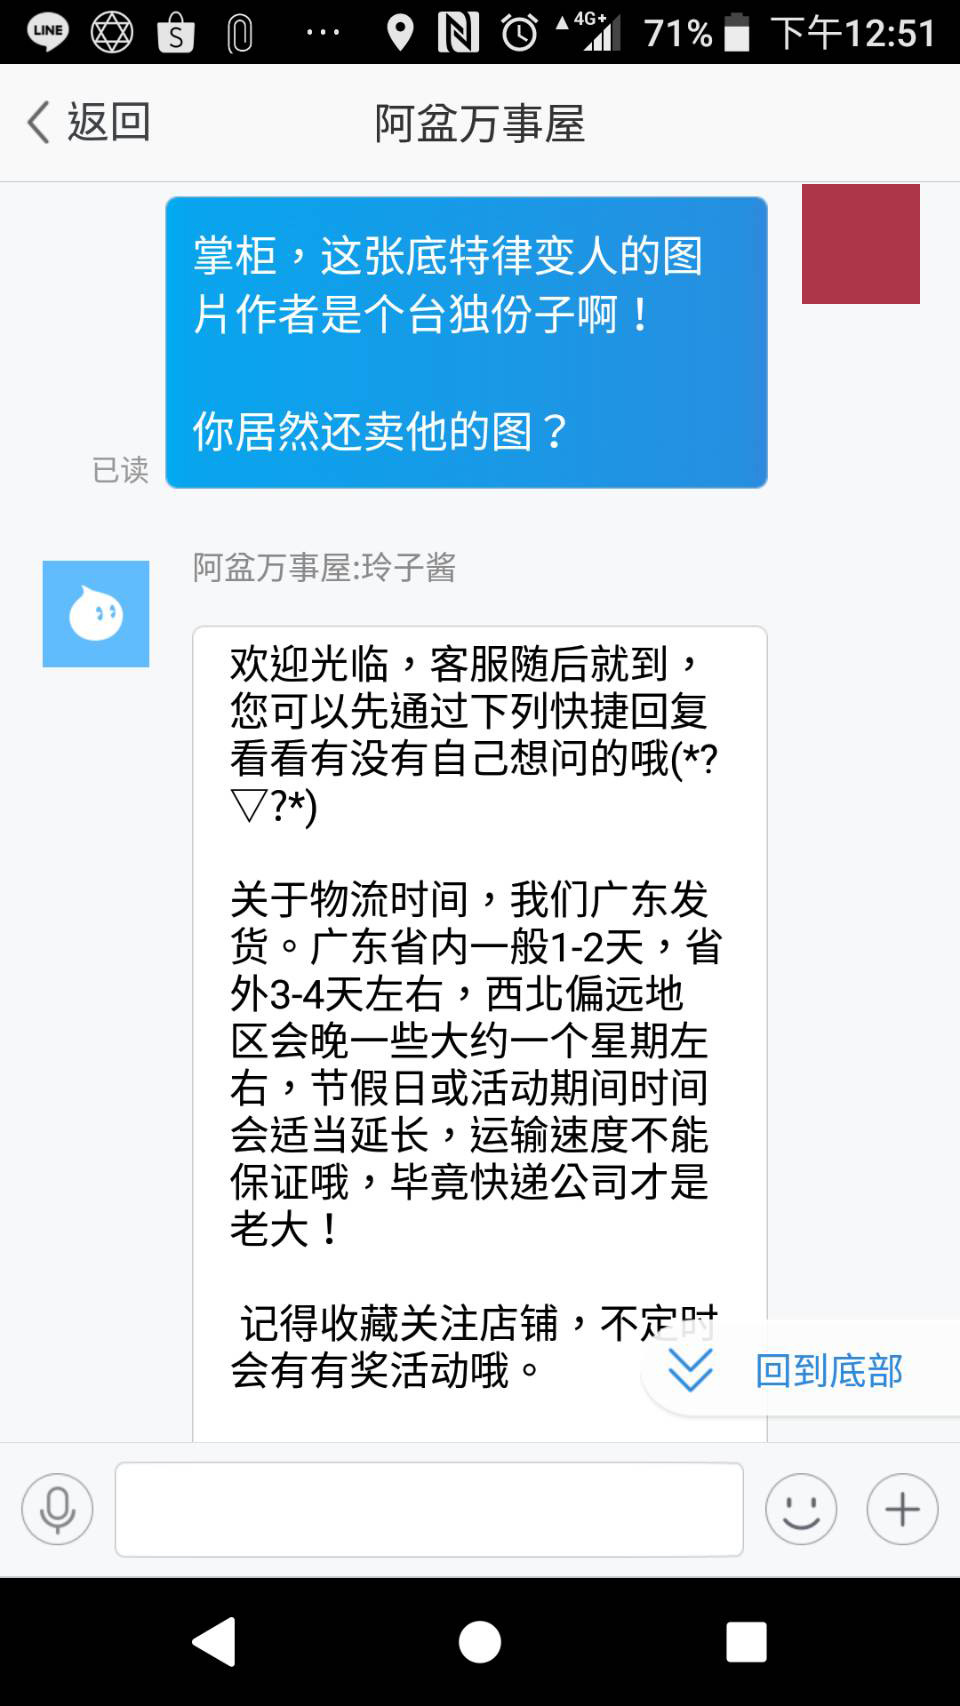 LINE
S
4G+
71%
下午12:51
返回
阿盆万事屋
掌柜，这张底特律变人的图
片作者是个台独份子啊！
你居然还卖他的图？
已读
阿盆万事屋:玲子酱
欢迎光临，客服随后就到，
您可以先通过下列快捷回复
看看有没有自己想问的哦(*?
▽?*)
关于物流时间，我们广东发
货。广东省内一般1-2天，省
外3-4天左右，西北偏远地
区会晚一些大约一个星期左
右，节假日或活动期间时间
会适当延长，运输速度不能
保证哦，毕竟快递公司才是
老大！
记得收藏关注店铺，不定时
会有有奖活动哦。
回到底部